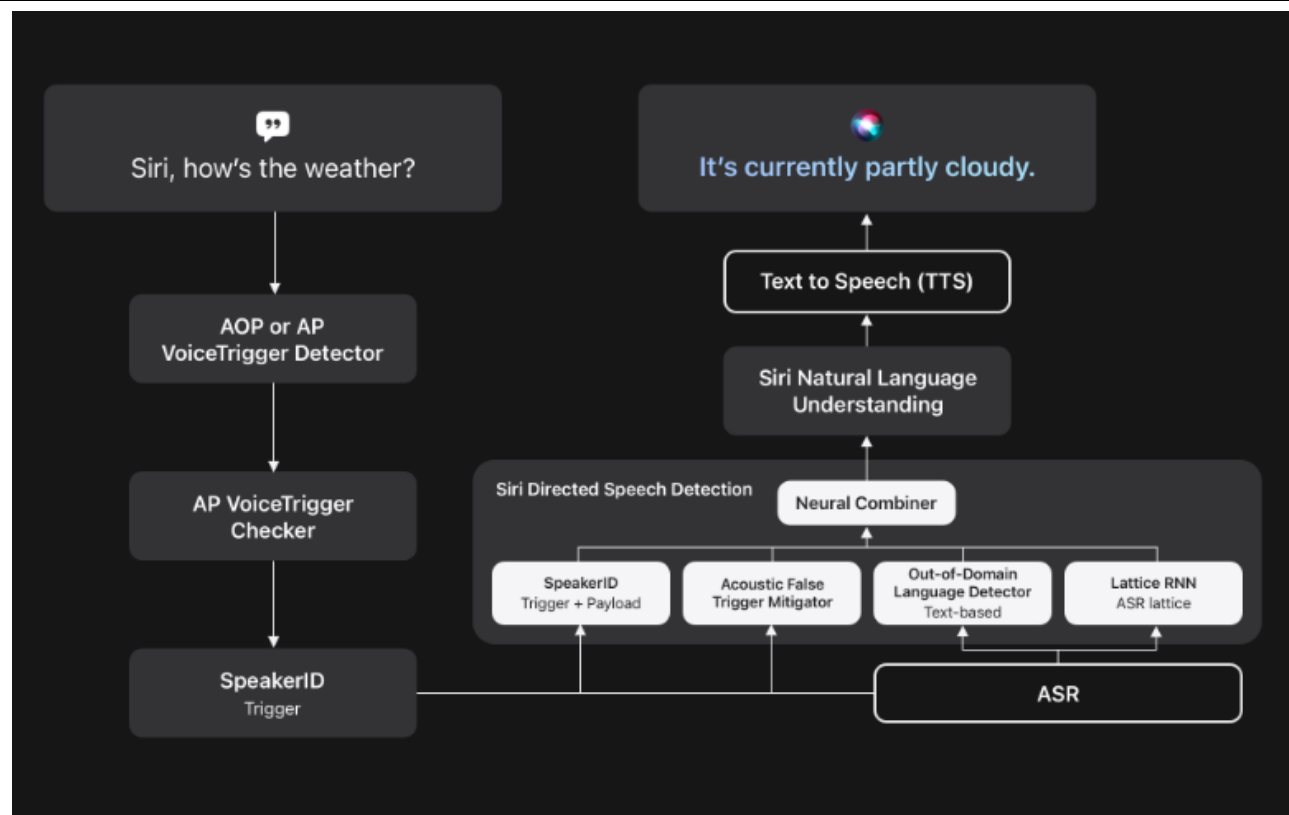 Siri, how's the weather?
AOP or AP
VoiceTrigger Detector
AP VoiceTrigger
Checker
SpeakerID
Trigger
It's currently partly cloudy.
Text to Speech (TTS)
Siri Natural Language
Understanding
Siri Directed Speech Detection
Neural Combiner
SpeakerID
Trigger + Payload
Acoustic False
Trigger Mitigator
Out-of-Domain
Language Detector
Text-based
Lattice RNN
ASR lattice
ASR